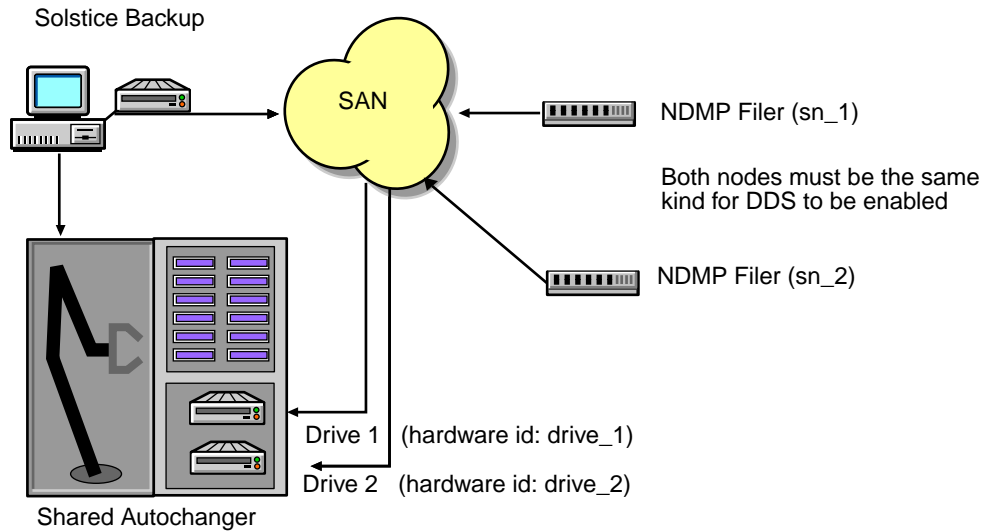 Solstice Backup
SAN
NDMP Filer (sn_1)
Both nodes must be the same
kind for DDS to be enabled
NDMP Filer (sn_2)
Drive 1 (hardware id: drive_1)
Drive 2 (hardware id: drive_2)
Shared Autochanger